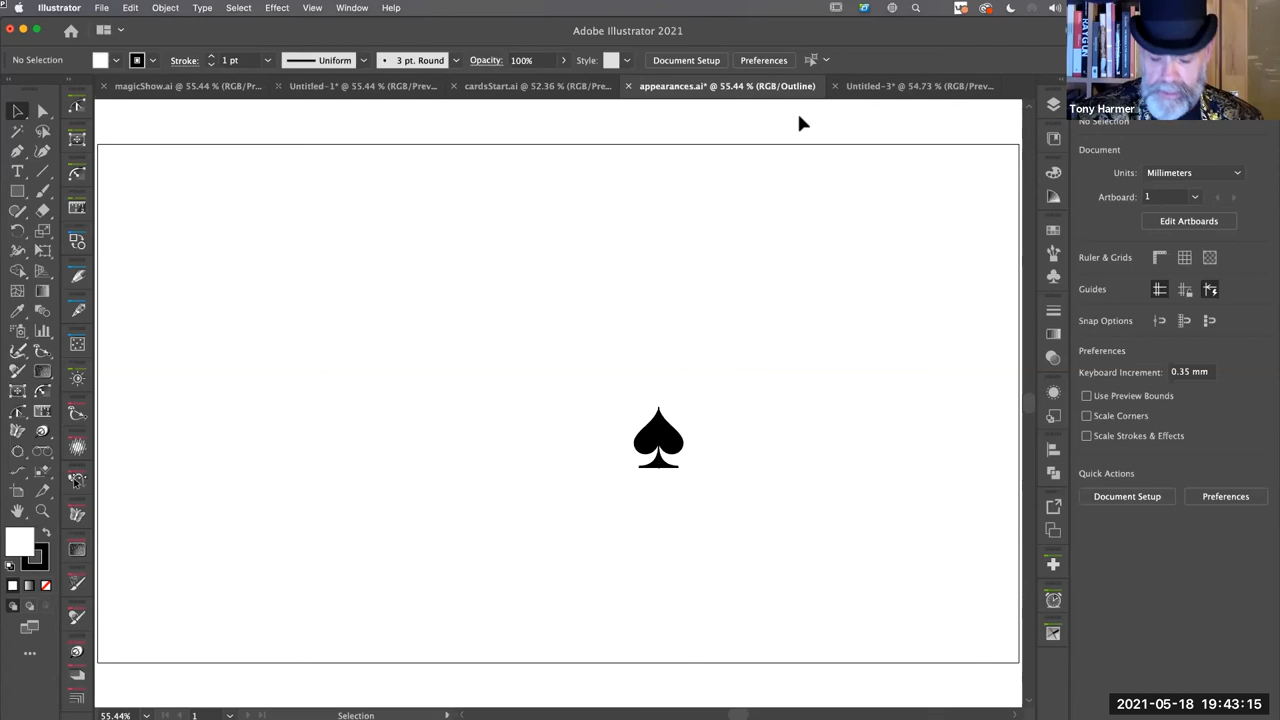 Illustrator File Edit Object Type Select Effect View Window Help
Adobe Illustrator 2021
No Selection Stroke: 1 pt Uniform 3 pt. Round Opacity: 100% Style: Document Setup Preferences
magicShow.ai @ 55.44 % (RGB/Pr... Untitled-1* @ 55.44 % (RGB/Prev... cardsStart.ai @ 52.36 % (RGB/Pre... appearances.ai* @ 55.44 % (RGB/Outline) Untitled-3* @ 54.73 % (RGB/Prev...
RAYGUN
Tony Harmer
No Selection
Document
Units: Millimeters
Artboard: 1
Edit Artboards
Ruler & Grids
Guides
Snap Options
Preferences
Keyboard Increment: 0.35 mm
Use Preview Bounds
Scale Corners
Scale Strokes & Effects
Quick Actions
Document Setup Preferences
55.44% 1 Selection
2021-05-18 19:43:15